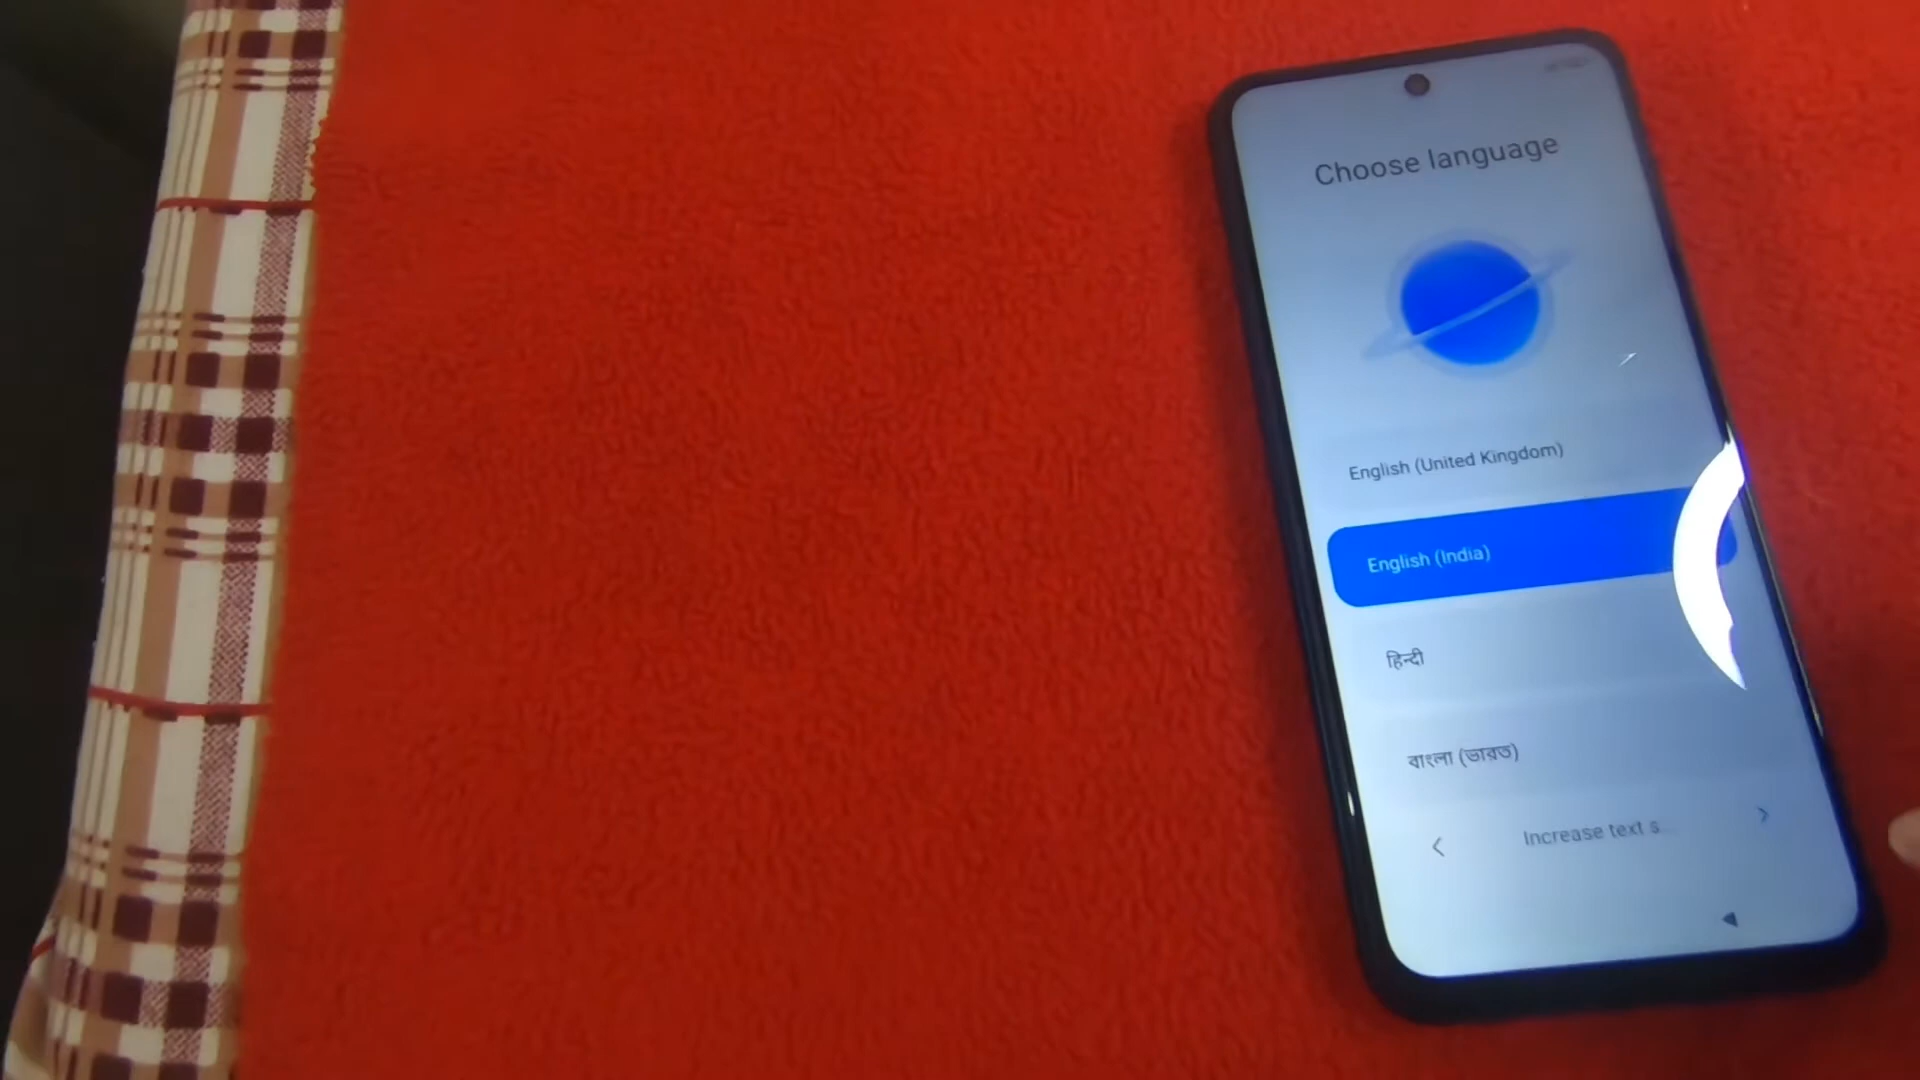 Choose language
English (United Kingdom)
English (India)
हिन्दी
বাংলা (ভারত)
Increase text s...